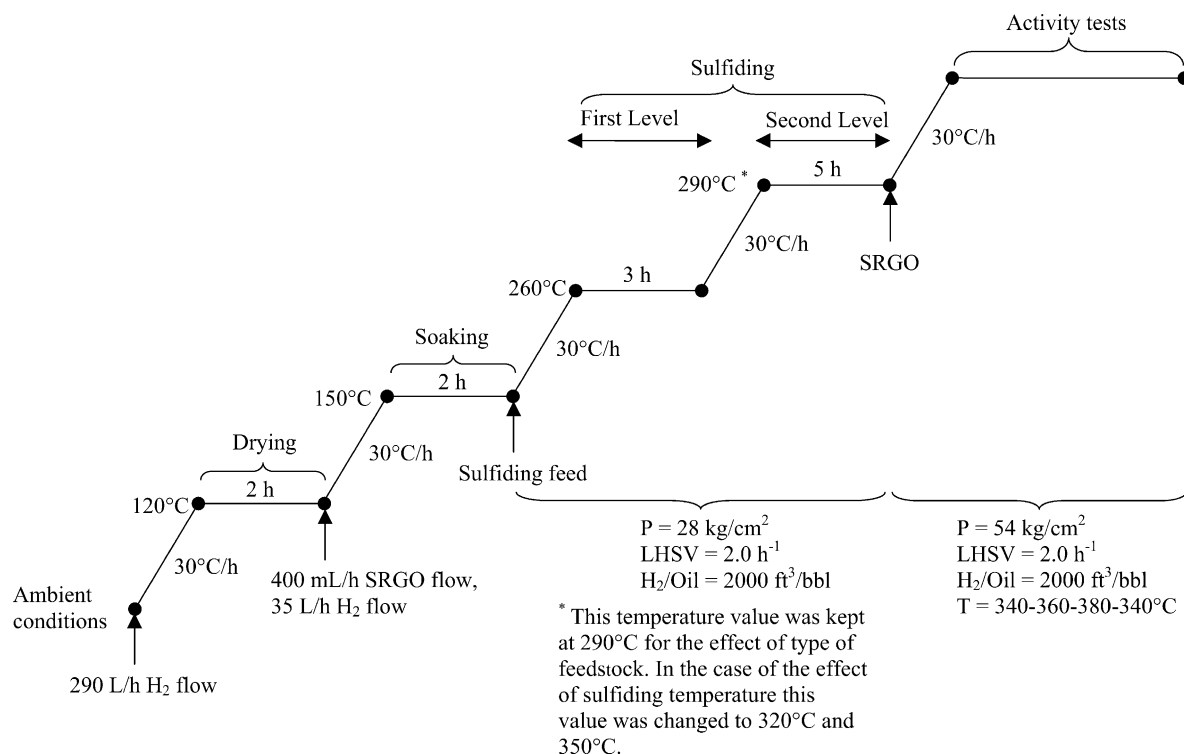 Activity tests
Sulfiding
First Level
Second Level
30°C/h
290°C *
5 h
30°C/h
SRGO
260°C
3 h
30°C/h
Soaking
150°C
2 h
30°C/h
Sulfiding feed
Drying
120°C
2 h
30°C/h
400 mL/h SRGO flow,
35 L/h H₂ flow
Ambient
conditions
290 L/h H₂ flow
P = 28 kg/cm²
LHSV = 2.0 h⁻¹
H₂/Oil = 2000 ft³/bbl
P = 54 kg/cm²
LHSV = 2.0 h⁻¹
H₂/Oil = 2000 ft³/bbl
T = 340-360-380-340°C
* This temperature value was kept
at 290°C for the effect of type of
feedstock. In the case of the effect
of sulfiding temperature this
value was changed to 320°C and
350°C.